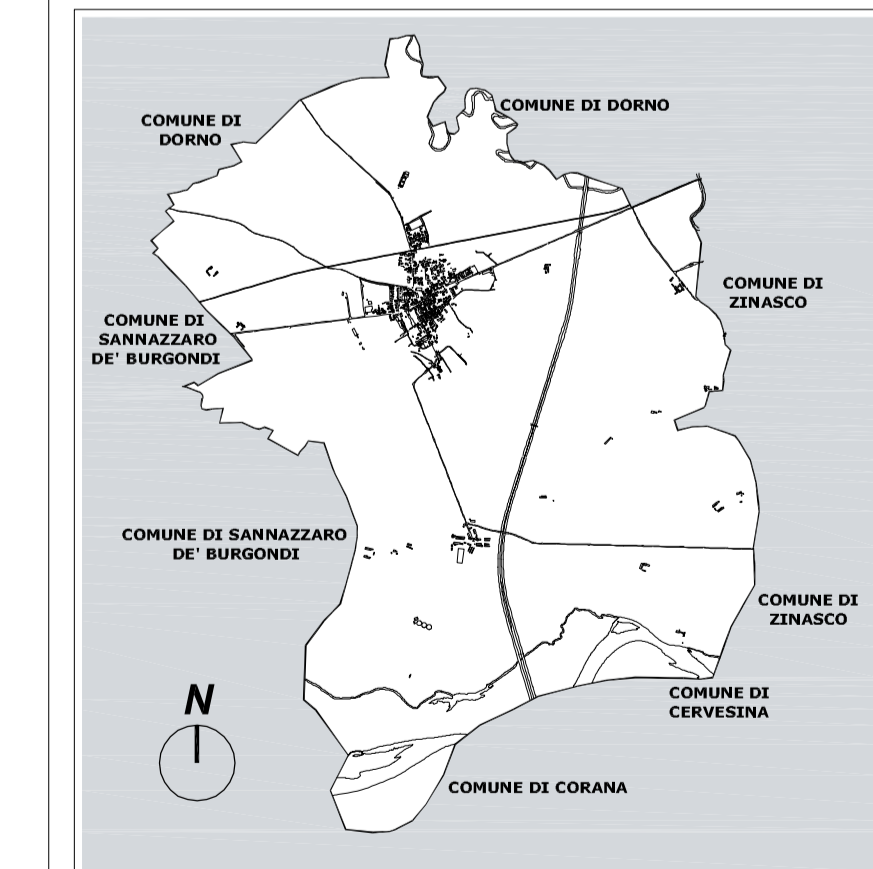 COMUNE DI DORNO
COMUNE DI
DORNO
COMUNE DI
ZINASCO
COMUNE DI
SANNAZZARO
DE' BURGONDI
COMUNE DI SANNAZZARO
DE' BURGONDI
COMUNE DI
ZINASCO
N
COMUNE DI
CERVESINA
COMUNE DI CORANA